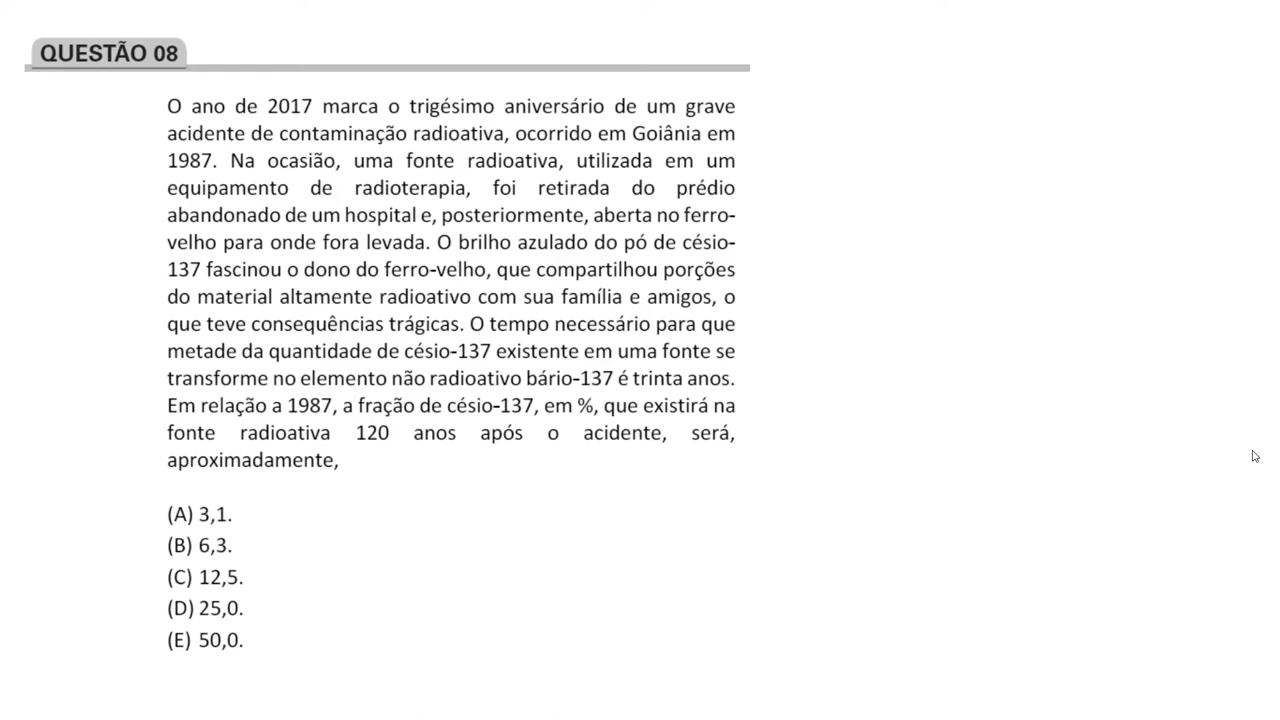 QUESTÃO 08
O ano de 2017 marca o trigésimo aniversário de um grave
acidente de contaminação radioativa, ocorrido em Goiânia em
1987. Na ocasião, uma fonte radioativa, utilizada em um
equipamento de radioterapia, foi retirada do prédio
abandonado de um hospital e, posteriormente, aberta no ferro-
velho para onde fora levada. O brilho azulado do pó de césio-
137 fascinou o dono do ferro-velho, que compartilhou porções
do material altamente radioativo com sua família e amigos, o
que teve consequências trágicas. O tempo necessário para que
metade da quantidade de césio-137 existente em uma fonte se
transforme no elemento não radioativo bário-137 é trinta anos.
Em relação a 1987, a fração de césio-137, em %, que existirá na
fonte radioativa 120 anos após o acidente, será,
aproximadamente,
(A) 3,1.
(B) 6,3.
(C) 12,5.
(D) 25,0.
(E) 50,0.